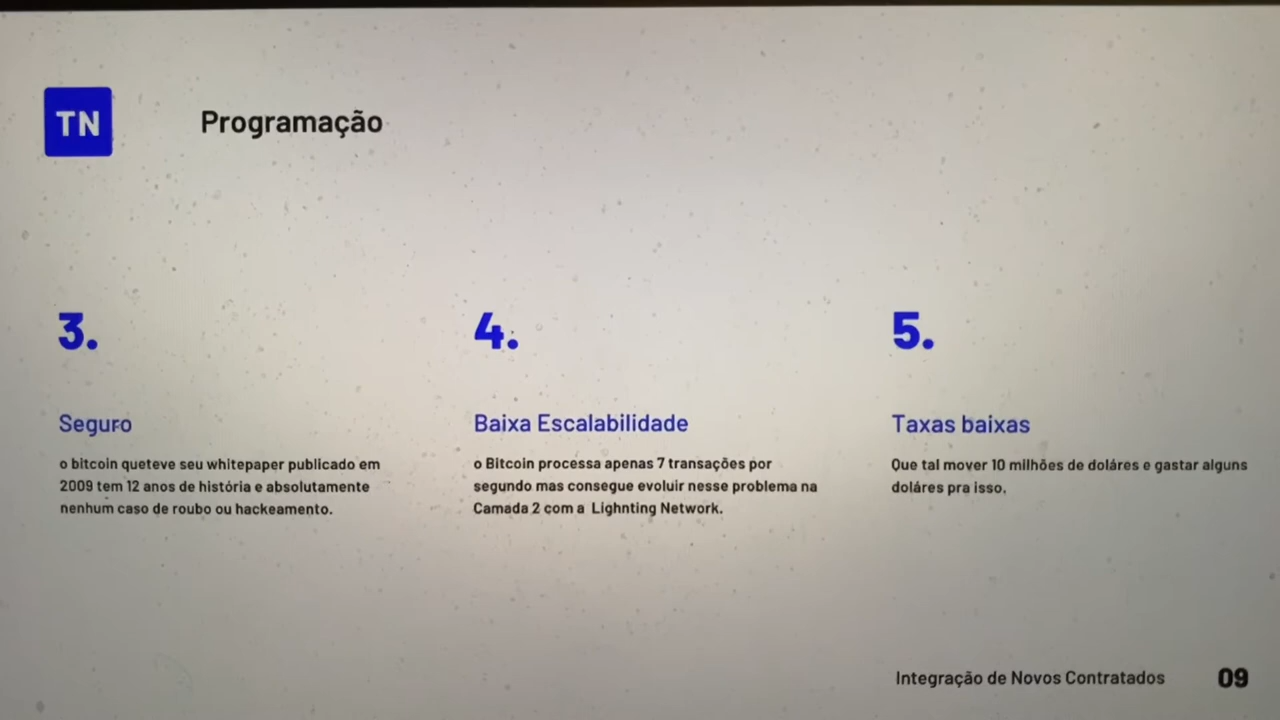 TN
Programação
3.
Seguro
o bitcoin queteve seu whitepaper publicado em
2009 tem 12 anos de história e absolutamente
nenhum caso de roubo ou hackeamento.
4.
Baixa Escalabilidade
o Bitcoin processa apenas 7 transações por
segundo mas consegue evoluir nesse problema na
Camada 2 com a Lighnting Network.
5.
Taxas baixas
Que tal mover 10 milhões de doláres e gastar alguns
doláres pra isso.
Integração de Novos Contratados
09